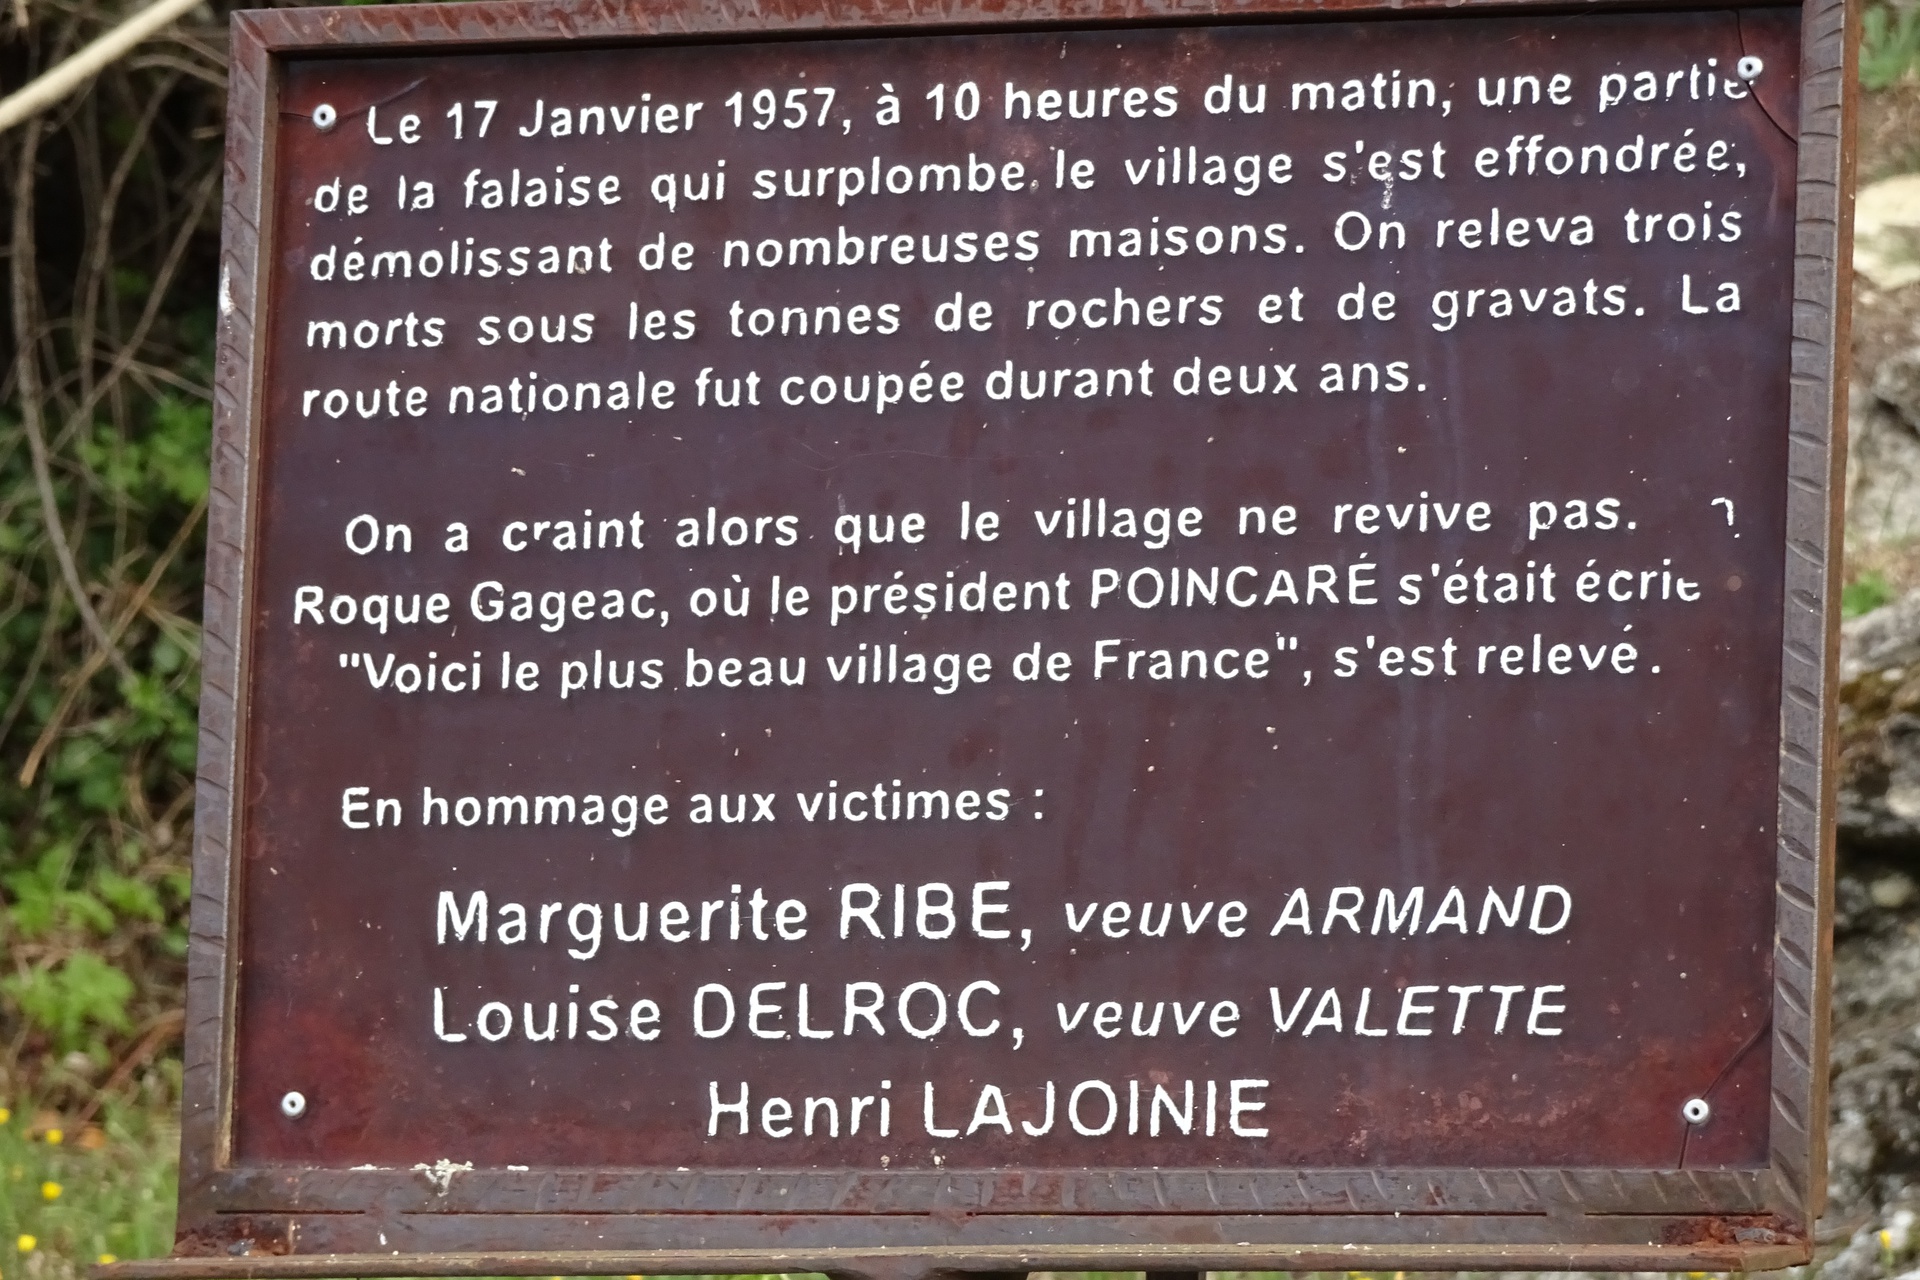 Le 17 Janvier 1957, à 10 heures du matin, une partie
de la falaise qui surplombe le village s'est effondrée,
démolissant de nombreuses maisons. On releva trois
morts sous les tonnes de rochers et de gravats. La
route nationale fut coupée durant deux ans.
On a craint alors que le village ne revive pas.
Roque Gageac, où le président POINCARÉ s'était écrié
"Voici le plus beau village de France", s'est relevé.
En hommage aux victimes :
Marguerite RIBE, veuve ARMAND
Louise DELROC, veuve VALETTE
Henri LAJOINIE